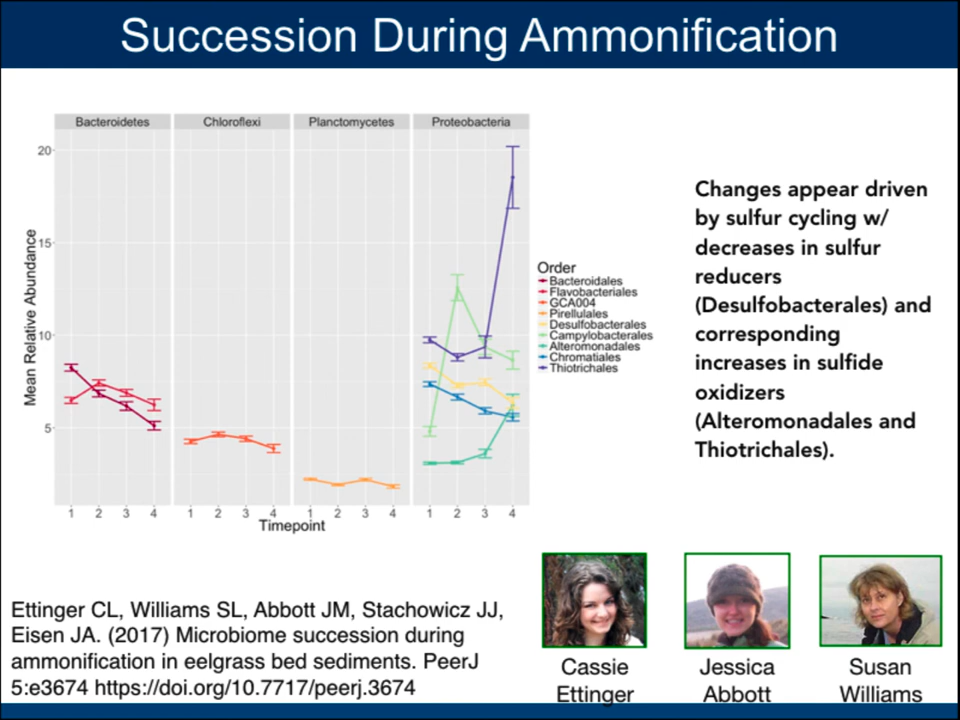 Succession During Ammonification
Bacteroidetes Chloroflexi Planctomycetes Proteobacteria
20
15
10
5
Mean Relative Abundance
1 2 3 4 1 2 3 4 1 2 3 4 1 2 3 4
Timepoint
Order
Bacteroidales
Flavobacteriales
GCA004
Pirellulales
Desulfobacterales
Campylobacterales
Alteromonadales
Chromatiales
Thiotrichales
Changes appear driven
by sulfur cycling w/
decreases in sulfur
reducers
(Desulfobacterales) and
corresponding
increases in sulfide
oxidizers
(Alteromonadales and
Thiotrichales).
Ettinger CL, Williams SL, Abbott JM, Stachowicz JJ,
Eisen JA. (2017) Microbiome succession during
ammonification in eelgrass bed sediments. PeerJ
5:e3674 https://doi.org/10.7717/peerj.3674
Cassie
Ettinger
Jessica
Abbott
Susan
Williams